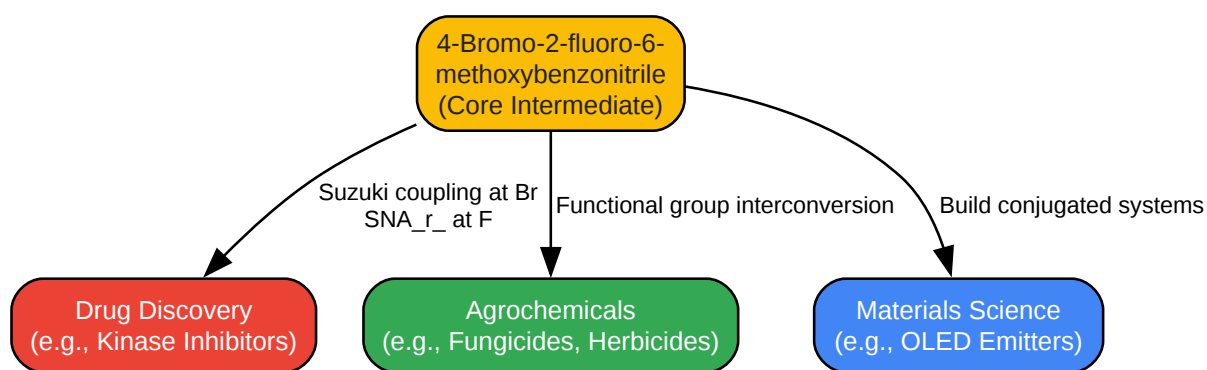 4-Bromo-2-fluoro-6-
methoxybenzonitrile
(Core Intermediate)
Suzuki coupling at Br
SNA_r_ at F
Functional group interconversion
Build conjugated systems
Drug Discovery
(e.g., Kinase Inhibitors)
Agrochemicals
(e.g., Fungicides, Herbicides)
Materials Science
(e.g., OLED Emitters)